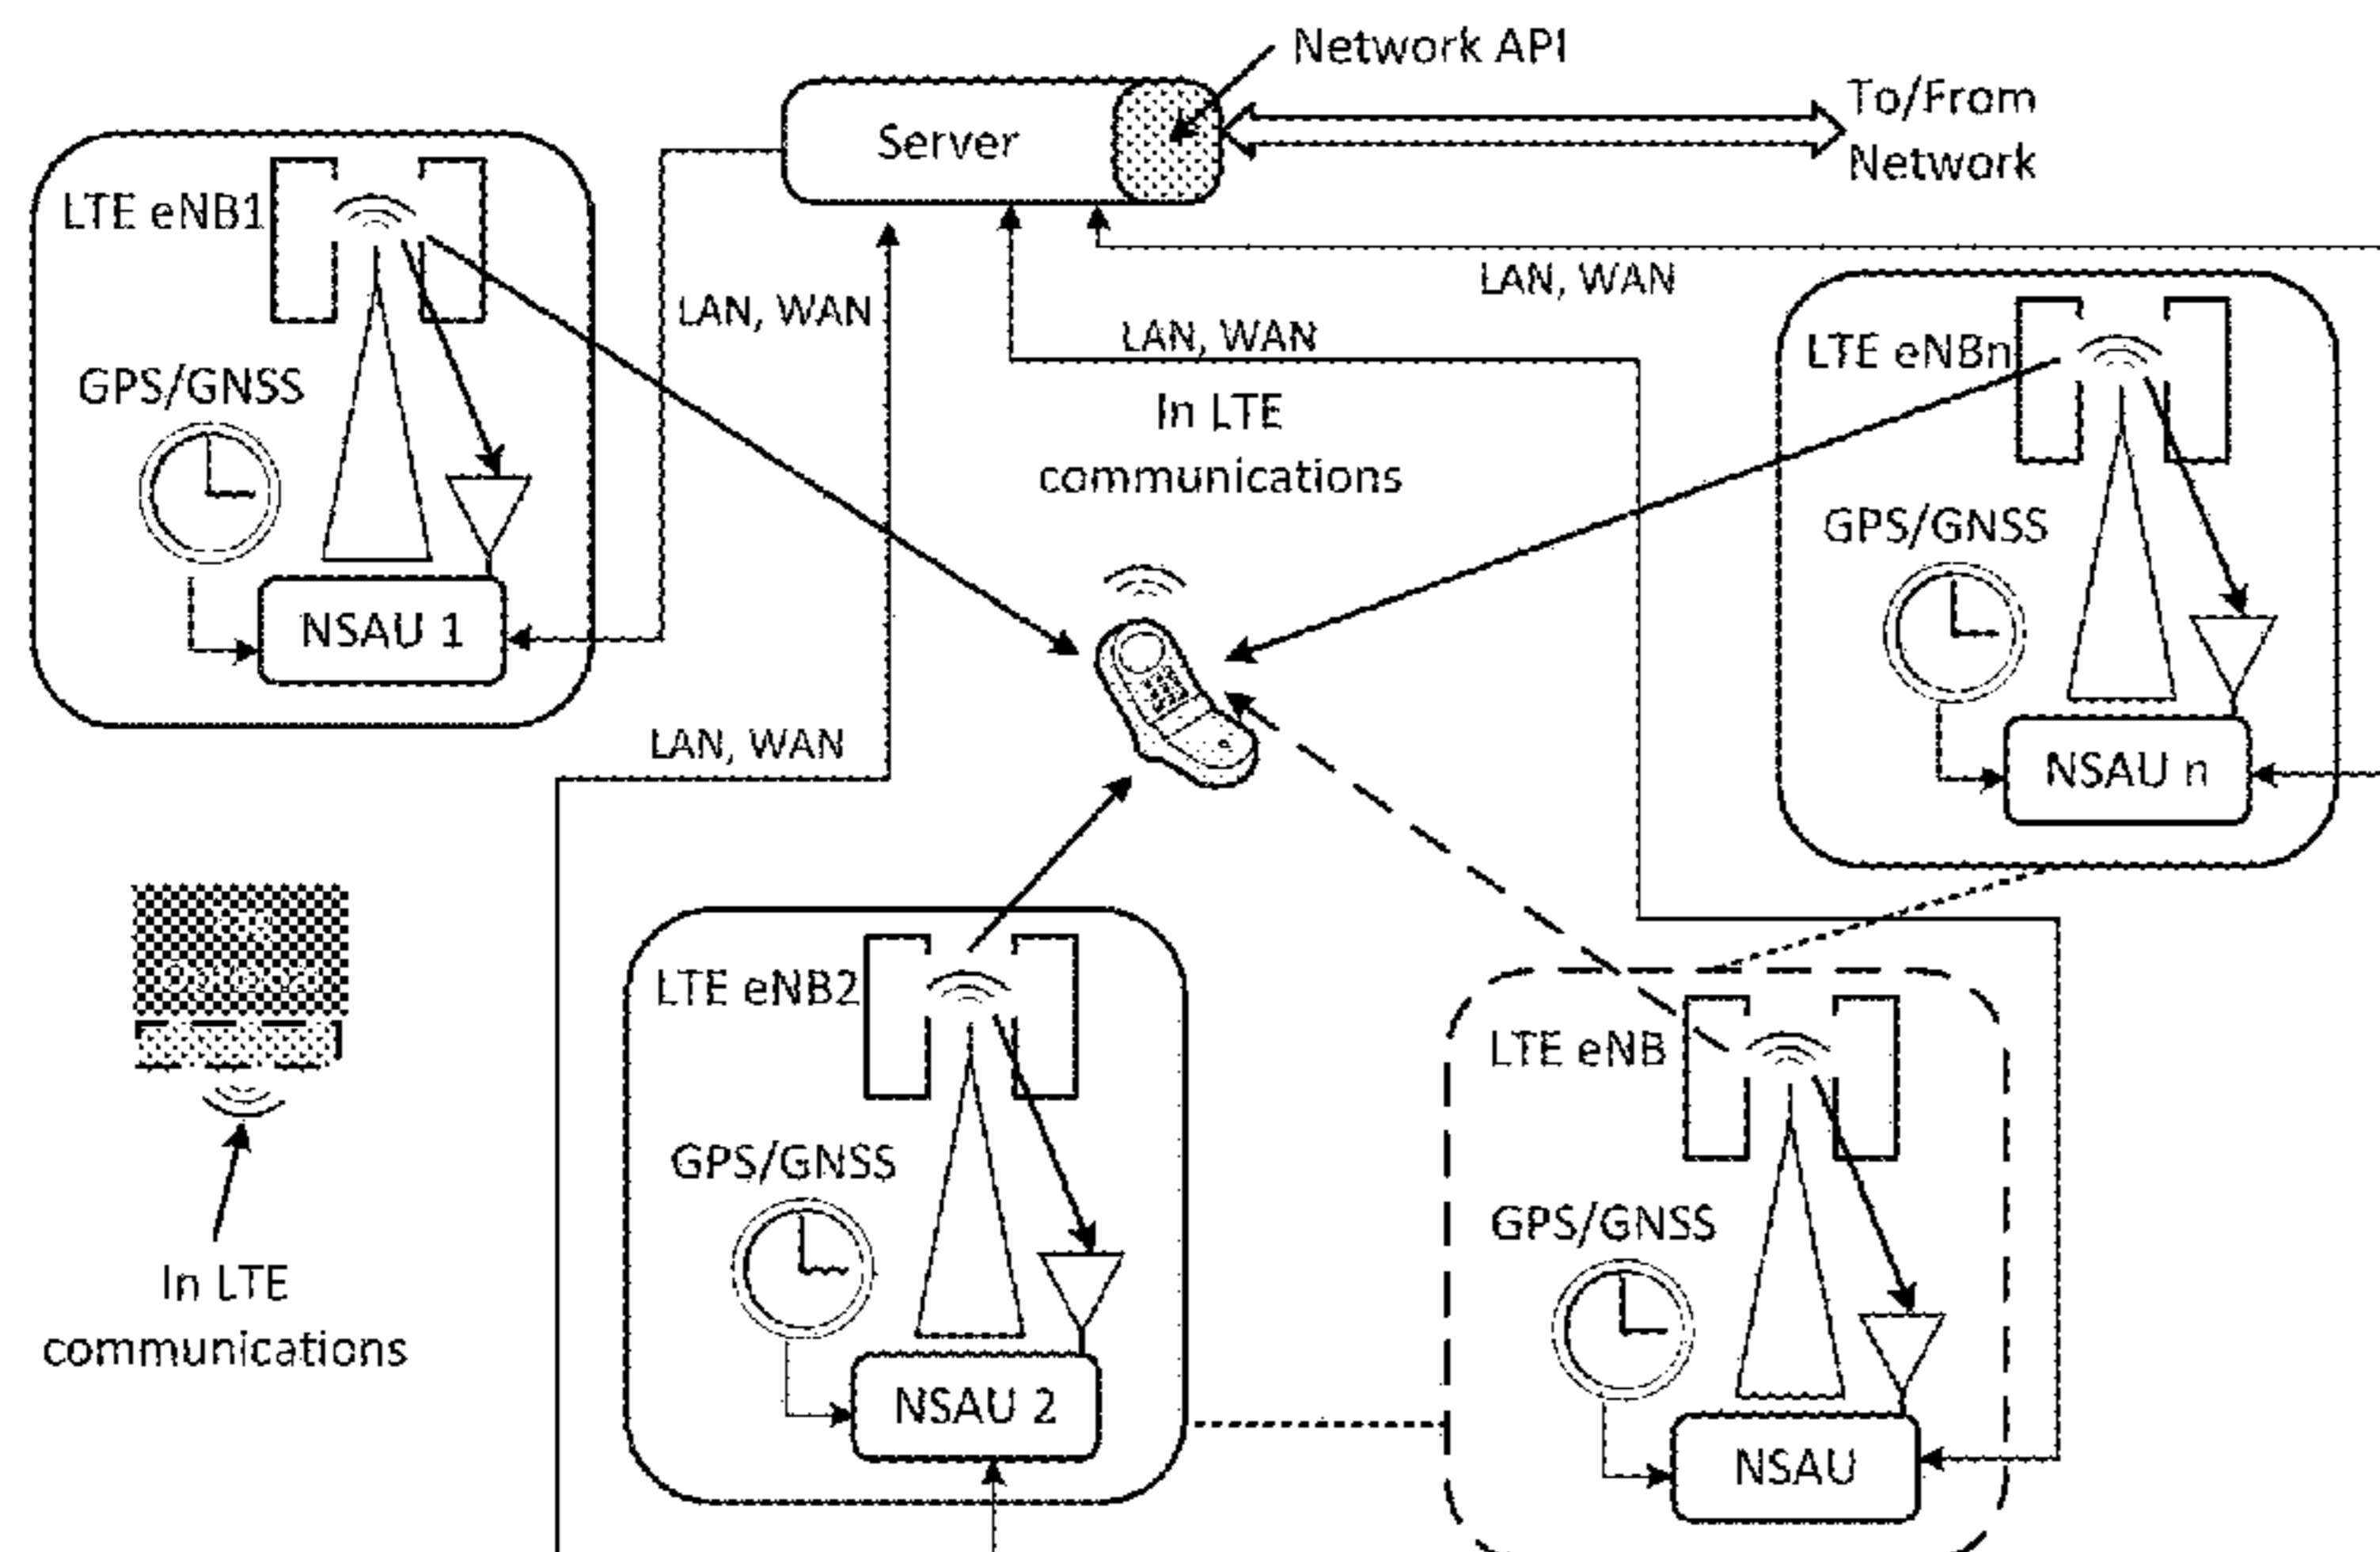 Network API
To/From
Network
Server
LTE eNB1
LAN, WAN
LAN, WAN
LAN, WAN
LTE eNBn
GPS/GNSS
In LTE
communications
GPS/GNSS
NSAU 1
LAN, WAN
NSAU n
LTE eNB2
LTE eNB
GPS/GNSS
GPS/GNSS
In LTE
communications
NSAU 2
NSAU